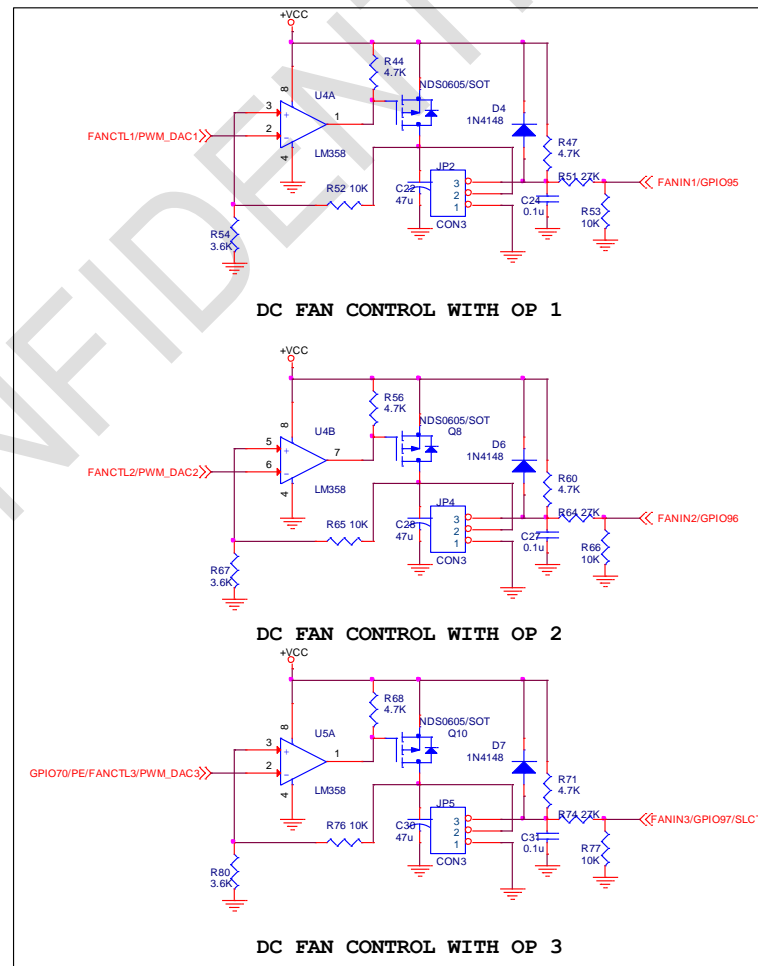 CONFIDENT
+VCC
R44
4.7K
NDS0605/SOT
U4A
8
3
+
1
2
-
4
LM358
FANCTL1/PWM_DAC1
D4
1N4148
R47
4.7K
JP2
R51 27K
FANIN1/GPIO95
R52 10K
C22
47u
3
2
1
CON3
C24
0.1u
R53
10K
R54
3.6K
DC FAN CONTROL WITH OP 1
+VCC
R56
4.7K
NDS0605/SOT
Q8
U4B
8
5
+
7
6
-
4
LM358
FANCTL2/PWM_DAC2
D6
1N4148
R60
4.7K
JP4
R64 27K
FANIN2/GPIO96
R65 10K
C28
47u
3
2
1
CON3
C27
0.1u
R66
10K
R67
3.6K
DC FAN CONTROL WITH OP 2
+VCC
R68
4.7K
NDS0605/SOT
Q10
U5A
8
3
+
1
2
-
4
LM358
GPIO70/PE/FANCTL3/PWM_DAC3
D7
1N4148
R71
4.7K
JP5
R74 27K
FANIN3/GPIO97/SLCT
R76 10K
C30
47u
3
2
1
CON3
C31
0.1u
R77
10K
R80
3.6K
DC FAN CONTROL WITH OP 3